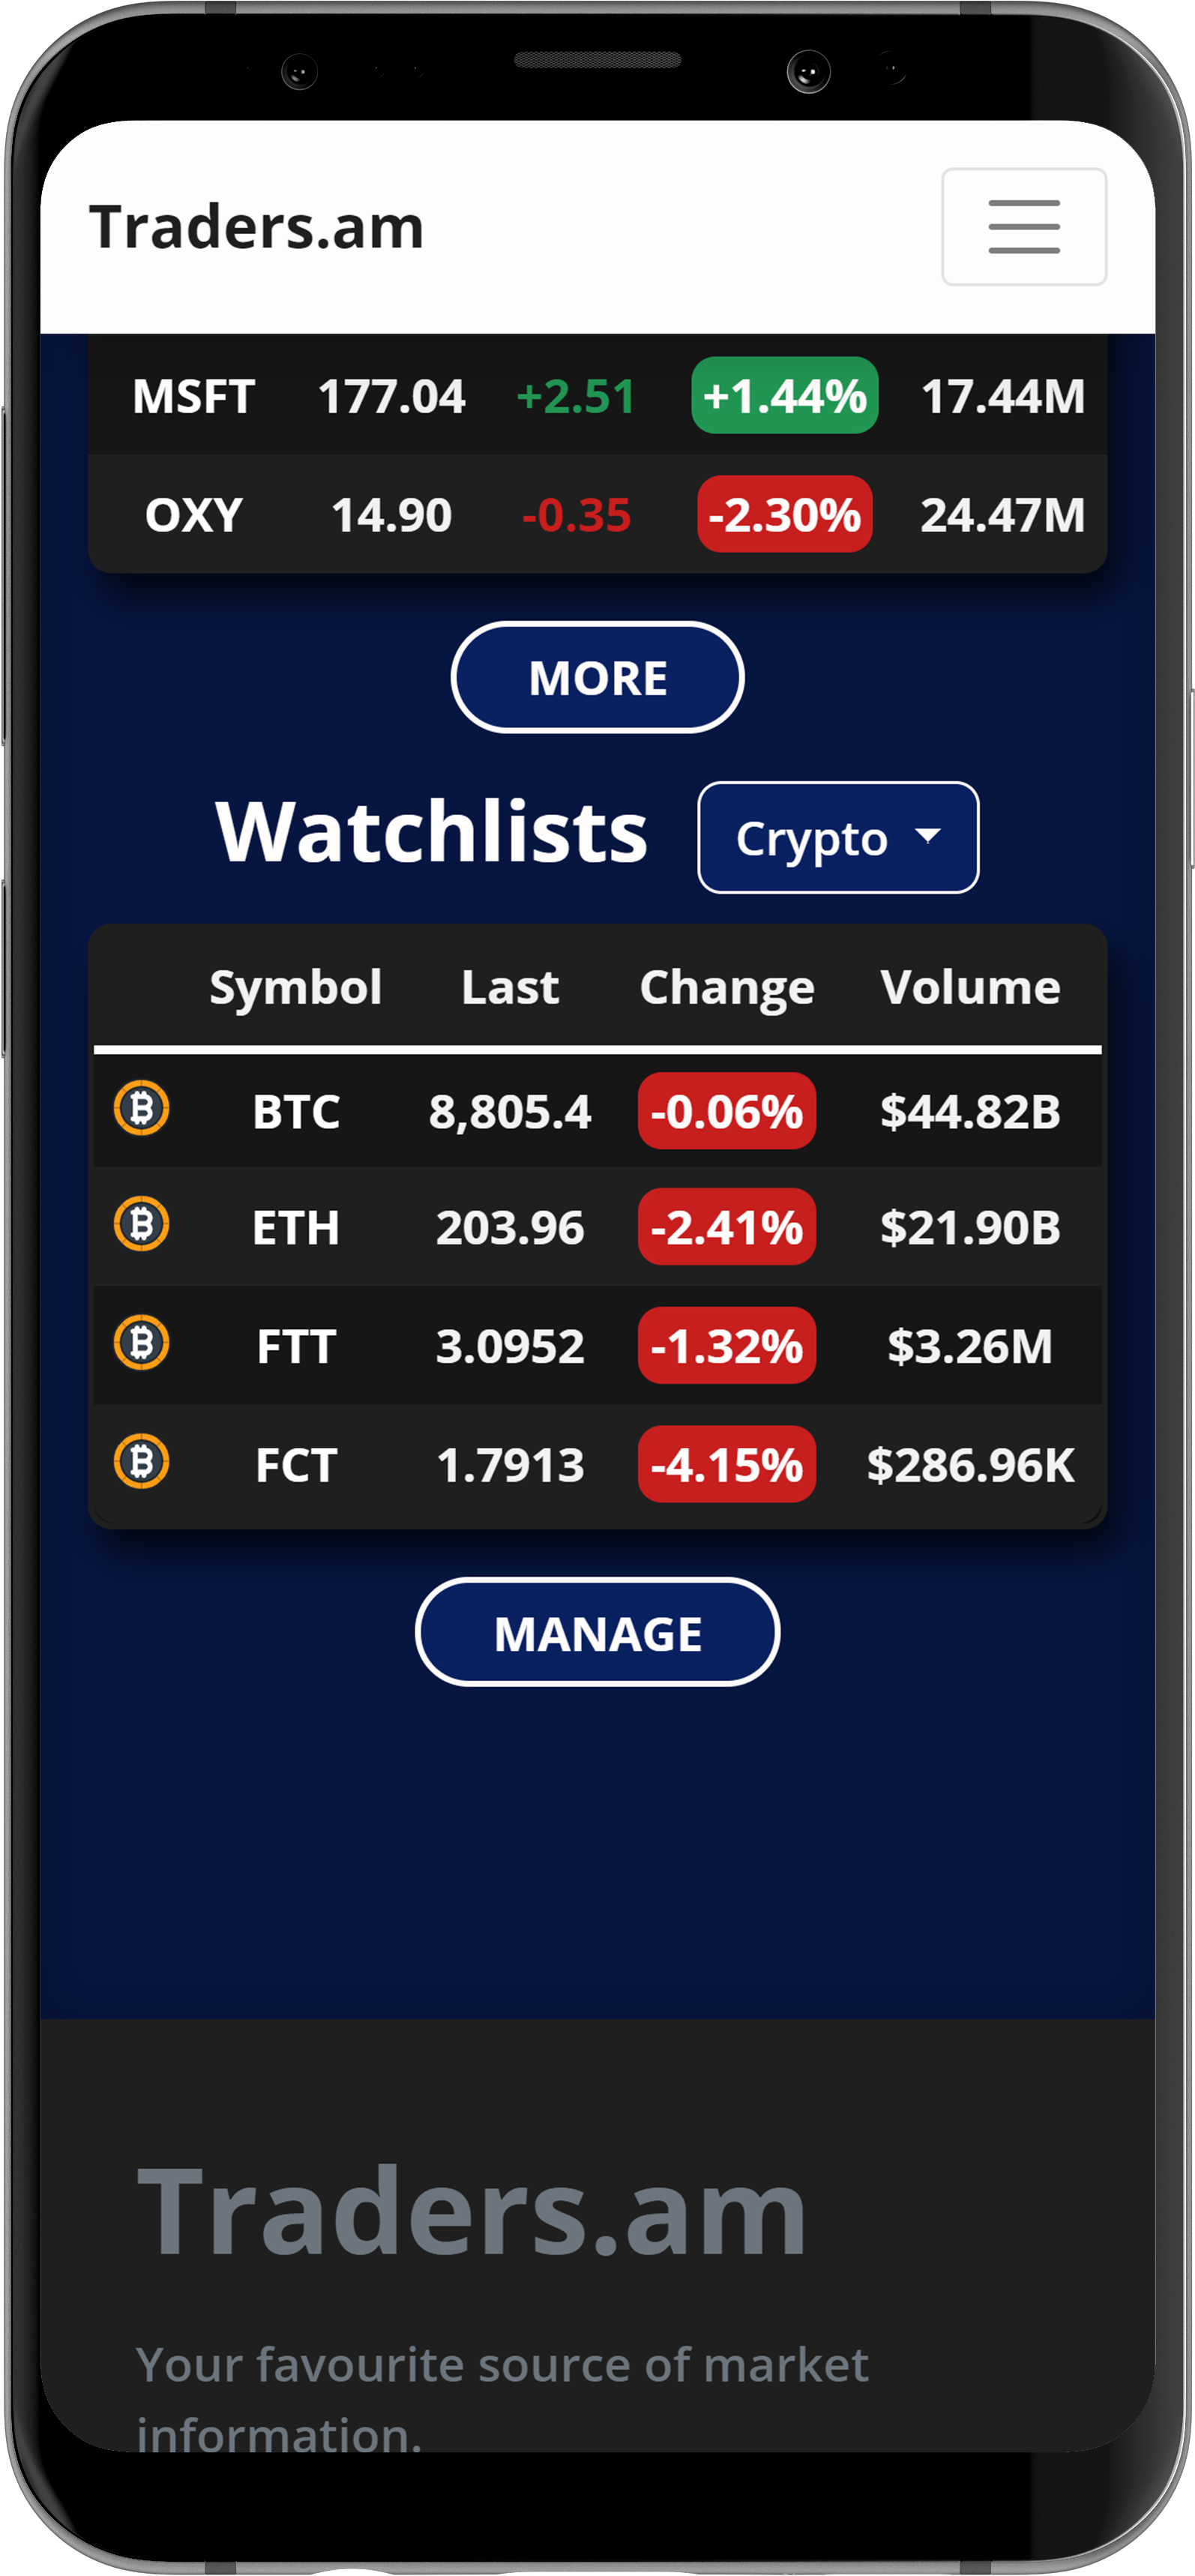 Traders.am
MSFT 177.04 +2.51 +1.44% 17.44M
OXY 14.90 -0.35 -2.30% 24.47M
MORE
Watchlists Crypto
Symbol Last Change Volume
BTC 8,805.4 -0.06% $44.82B
ETH 203.96 -2.41% $21.90B
FTT 3.0952 -1.32% $3.26M
FCT 1.7913 -4.15% $286.96K
MANAGE
Traders.am
Your favourite source of market
information.